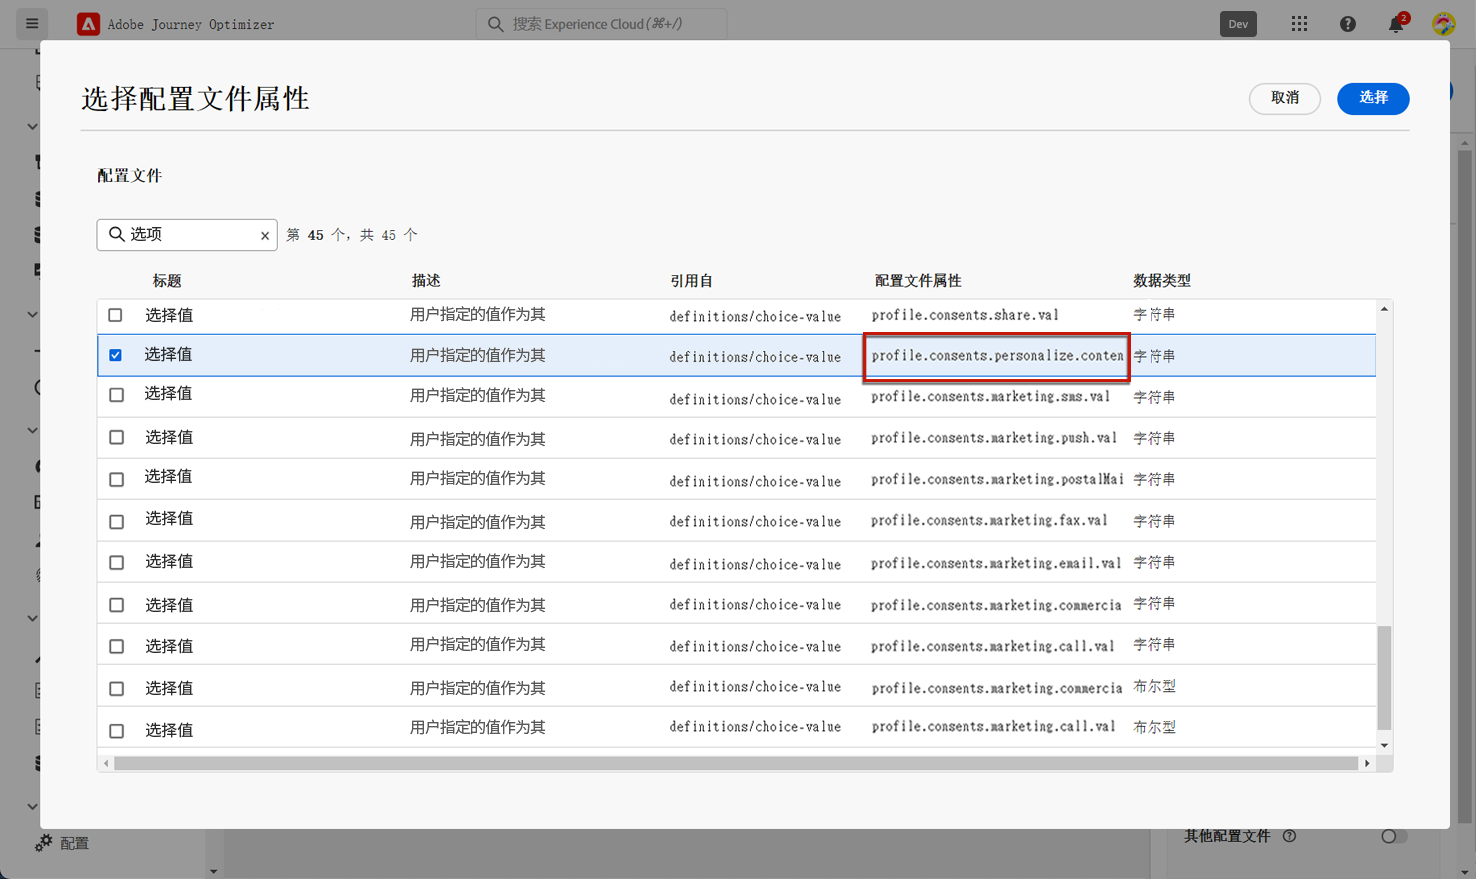 Adobe Journey Optimizer
搜索 Experience Cloud (⌘+/)
Dev
2
选择配置文件属性
取消
选择
配置文件
选项
第 45 个，共 45 个
标题 描述 引用自 配置文件属性 数据类型
选择值 用户指定的值作为其 definitions/choice-value profile.consents.share.val 字符串
选择值 用户指定的值作为其 definitions/choice-value profile.consents.personalize.conten 字符串
选择值 用户指定的值作为其 definitions/choice-value profile.consents.marketing.sms.val 字符串
选择值 用户指定的值作为其 definitions/choice-value profile.consents.marketing.push.val 字符串
选择值 用户指定的值作为其 definitions/choice-value profile.consents.marketing.postalMai 字符串
选择值 用户指定的值作为其 definitions/choice-value profile.consents.marketing.fax.val 字符串
选择值 用户指定的值作为其 definitions/choice-value profile.consents.marketing.email.val 字符串
选择值 用户指定的值作为其 definitions/choice-value profile.consents.marketing.commercia 字符串
选择值 用户指定的值作为其 definitions/choice-value profile.consents.marketing.call.val 字符串
选择值 用户指定的值作为其 definitions/choice-value profile.consents.marketing.commercia 布尔型
选择值 用户指定的值作为其 definitions/choice-value profile.consents.marketing.call.val 布尔型
配置
其他配置文件